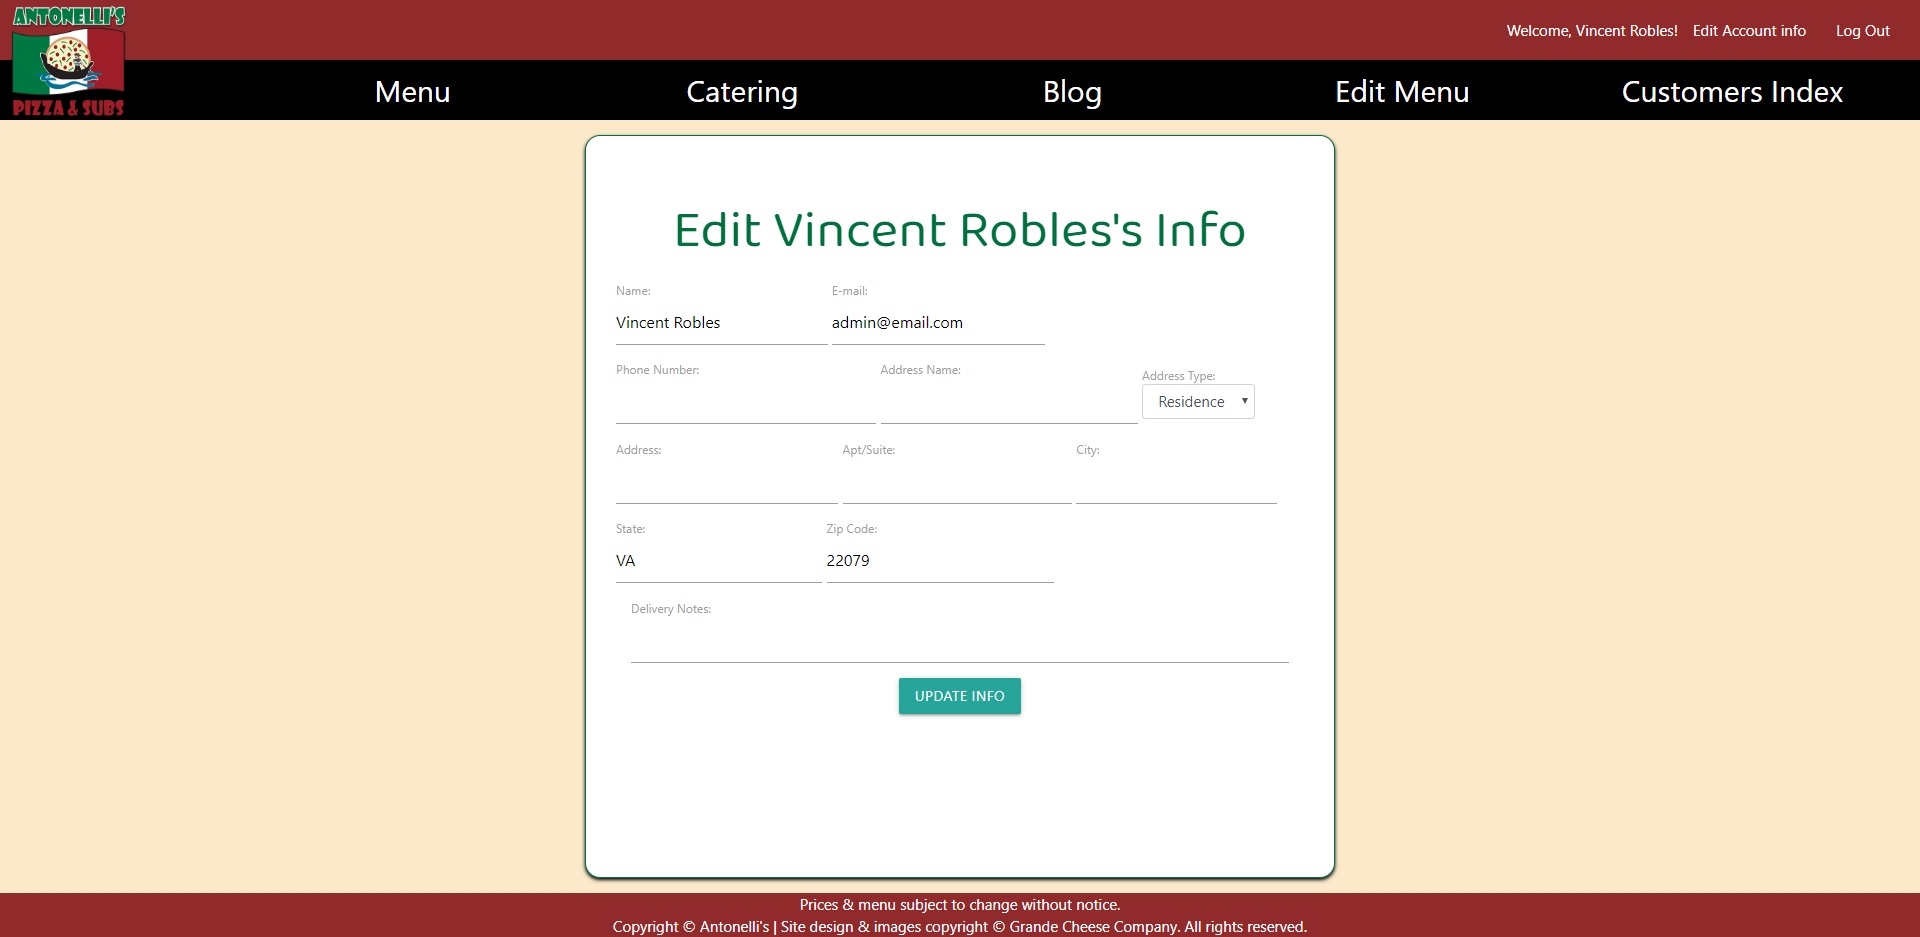 ANTONELLI'S
PIZZA & SUBS
Welcome, Vincent Robles! Edit Account info Log Out
Menu Catering Blog Edit Menu Customers Index
Edit Vincent Robles's Info
Name: E-mail:
Vincent Robles admin@email.com
Phone Number: Address Name: Address Type:
Residence
Address: Apt/Suite: City:
State: Zip Code:
VA 22079
Delivery Notes:
UPDATE INFO
Prices & menu subject to change without notice.
Copyright © Antonelli's | Site design & images copyright © Grande Cheese Company. All rights reserved.